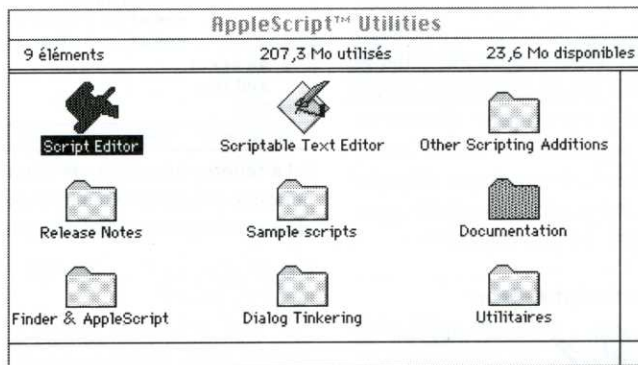 AppleScript™ Utilities
9 éléments 207,3 Mo utilisés 23,6 Mo disponibles
Script Editor Scriptable Text Editor Other Scripting Additions
Release Notes Sample scripts Documentation
Finder & AppleScript Dialog Tinkering Utilitaires